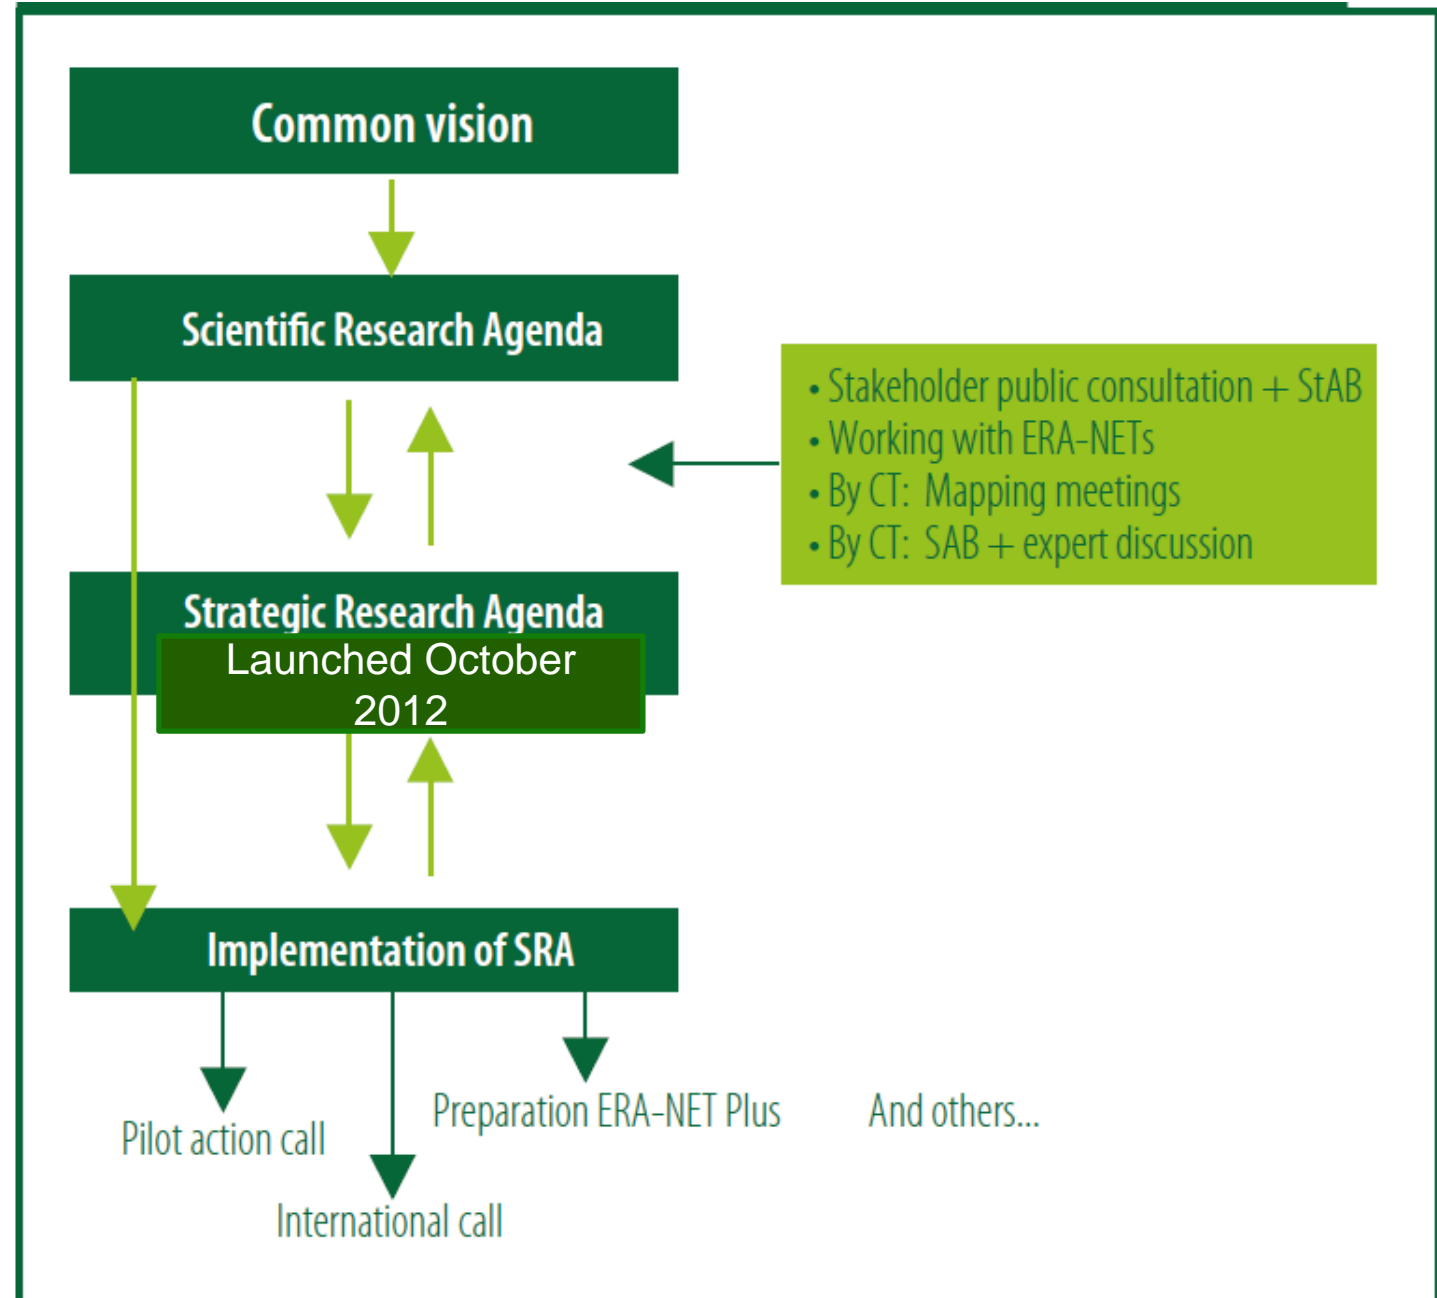 Common vision
Scientific Research Agenda
• Stakeholder public consultation + StAB
• Working with ERA-NETs
• By CT: Mapping meetings
• By CT: SAB + expert discussion
Strategic Research Agenda
Launched October
2012
Implementation of SRA
Preparation ERA-NET Plus
And others...
Pilot action call
International call